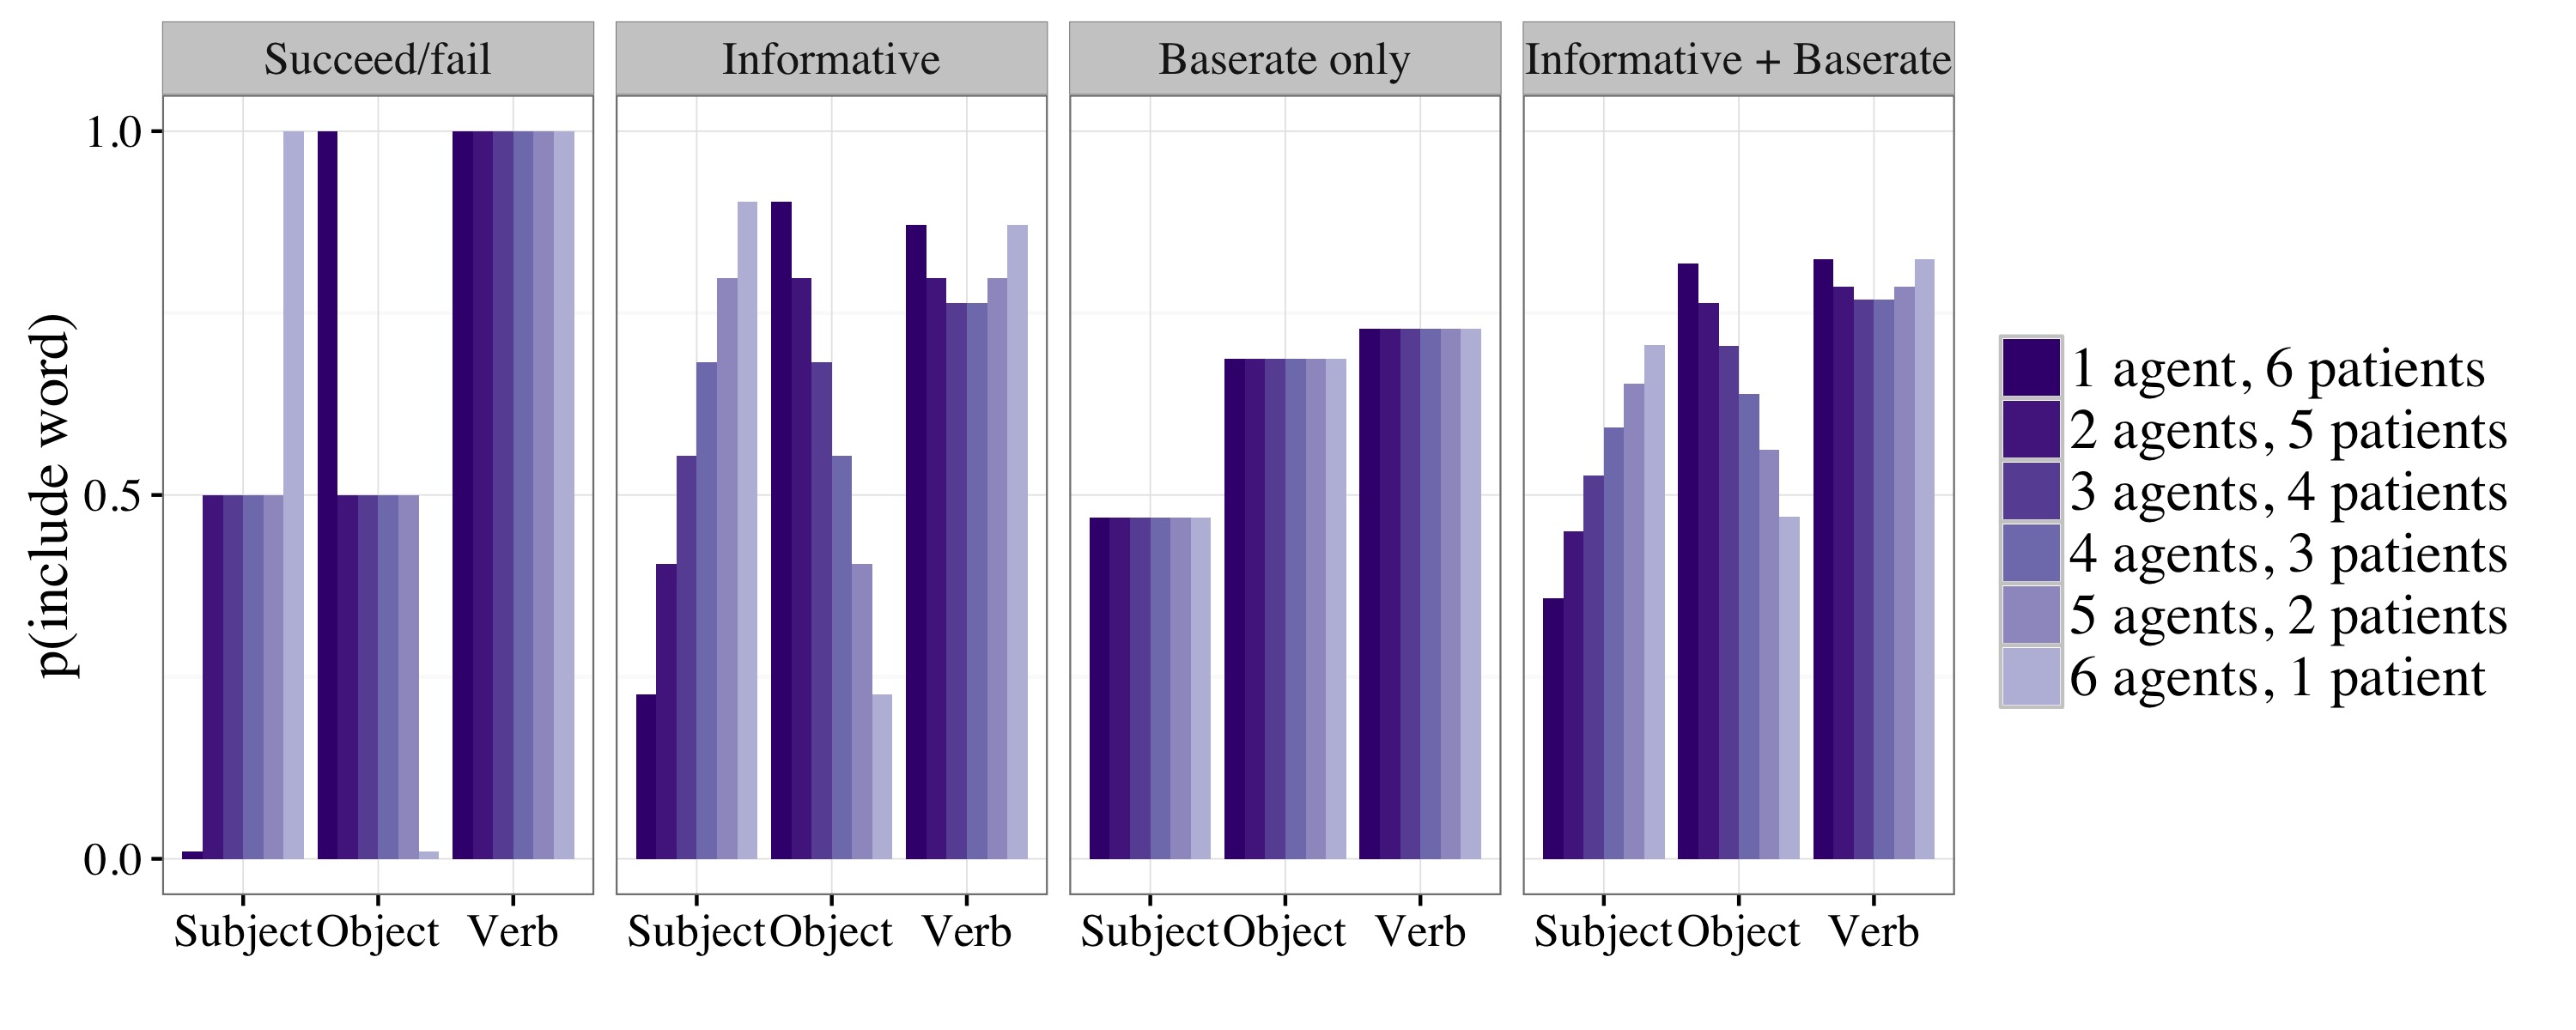 Succeed/fail
Informative
Baserate only
Informative + Baserate
p(include word)
1.0
0.5
0.0
Subject Object Verb
Subject Object Verb
Subject Object Verb
Subject Object Verb
1 agent, 6 patients
2 agents, 5 patients
3 agents, 4 patients
4 agents, 3 patients
5 agents, 2 patients
6 agents, 1 patient